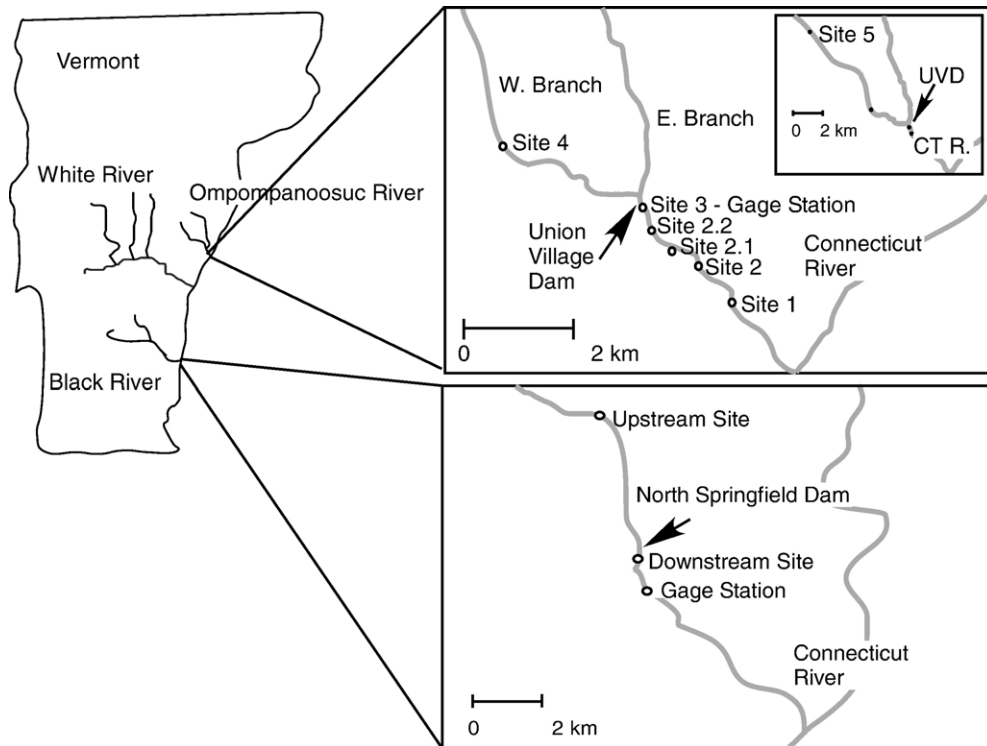 Vermont
White River
Ompompanoosuc River
Black River
W. Branch
E. Branch
Site 4
Site 3 - Gage Station
Site 2.2
Site 2.1
Site 2
Site 1
Union
Village
Dam
Connecticut
River
0 2 km
Site 5
UVD
0 2 km
CT R.
Upstream Site
North Springfield Dam
Downstream Site
Gage Station
Connecticut
River
0 2 km